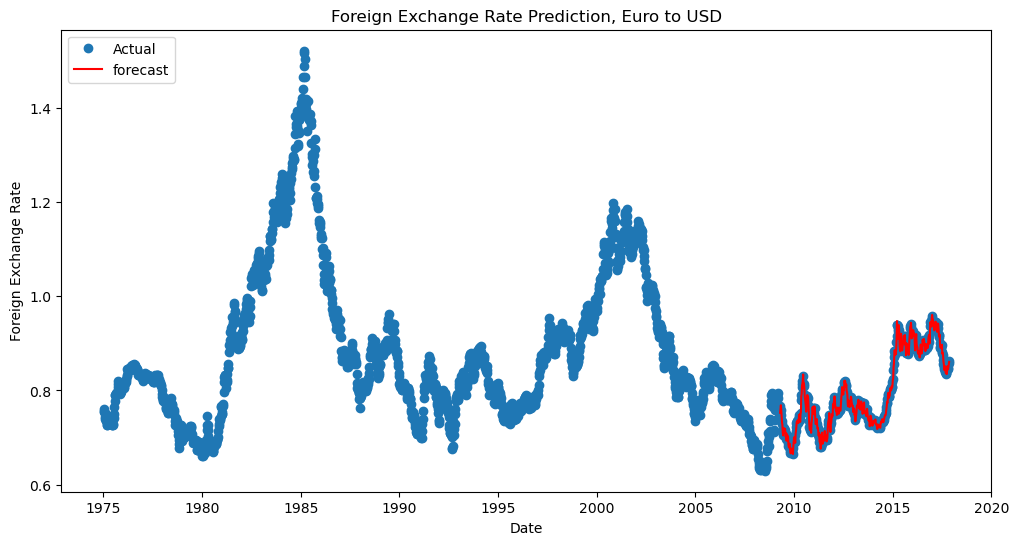 Foreign Exchange Rate Prediction, Euro to USD
Actual
forecast
Foreign Exchange Rate
1.4
1.2
1.0
0.8
0.6
1975 1980 1985 1990 1995 2000 2005 2010 2015 2020
Date